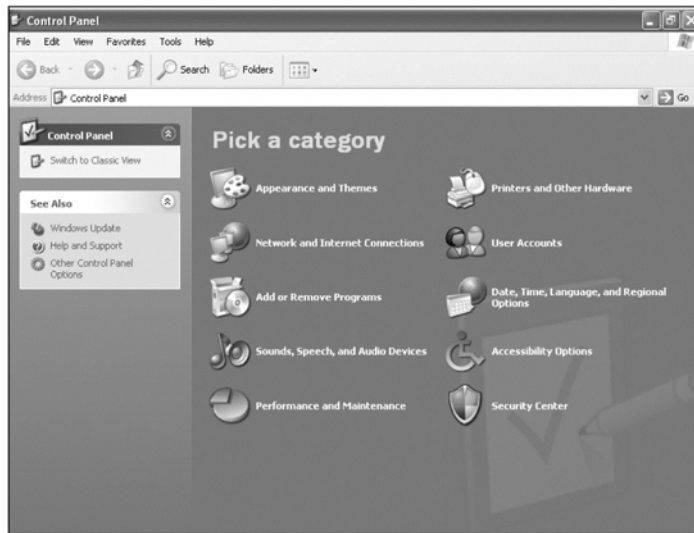 Control Panel
File Edit View Favorites Tools Help
Back Search Folders
Address Control Panel Go
Control Panel
Switch to Classic View
See Also
Windows Update
Help and Support
Other Control Panel
Options
Pick a category
Appearance and Themes
Printers and Other Hardware
Network and Internet Connections
User Accounts
Add or Remove Programs
Date, Time, Language, and Regional
Options
Sounds, Speech, and Audio Devices
Accessibility Options
Performance and Maintenance
Security Center